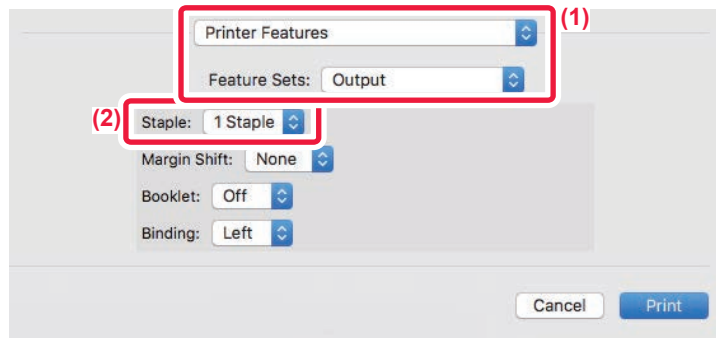 Printer Features
(1)
Feature Sets: Output
(2)
Staple: 1 Staple
Margin Shift: None
Booklet: Off
Binding: Left
Cancel Print